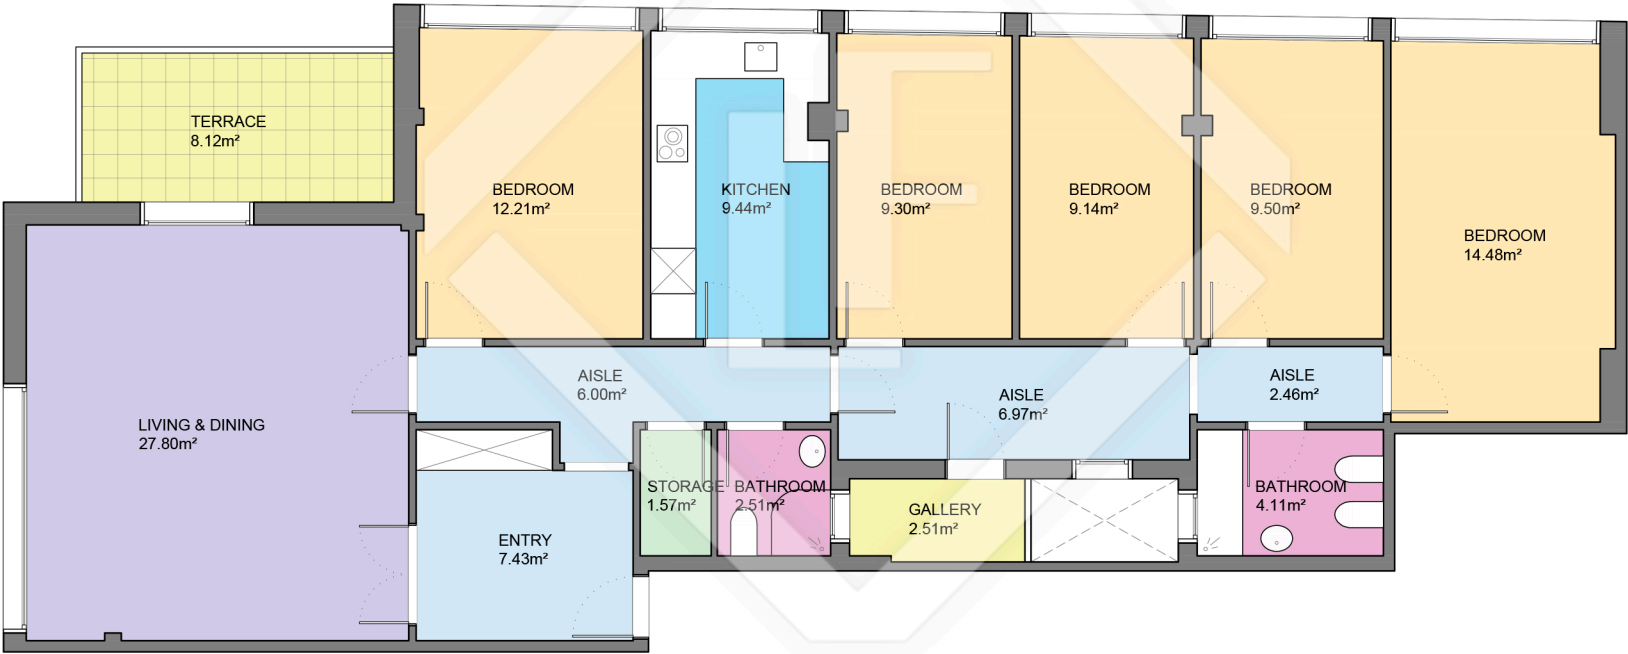 TERRACE
8.12m²
BEDROOM
12.21m²
KITCHEN
9.44m²
BEDROOM
9.30m²
BEDROOM
9.14m²
BEDROOM
9.50m²
BEDROOM
14.48m²
LIVING & DINING
27.80m²
AISLE
6.00m²
AISLE
6.97m²
AISLE
2.46m²
ENTRY
7.43m²
STORAGE
1.57m²
BATHROOM
2.51m²
GALLERY
2.51m²
BATHROOM
4.11m²